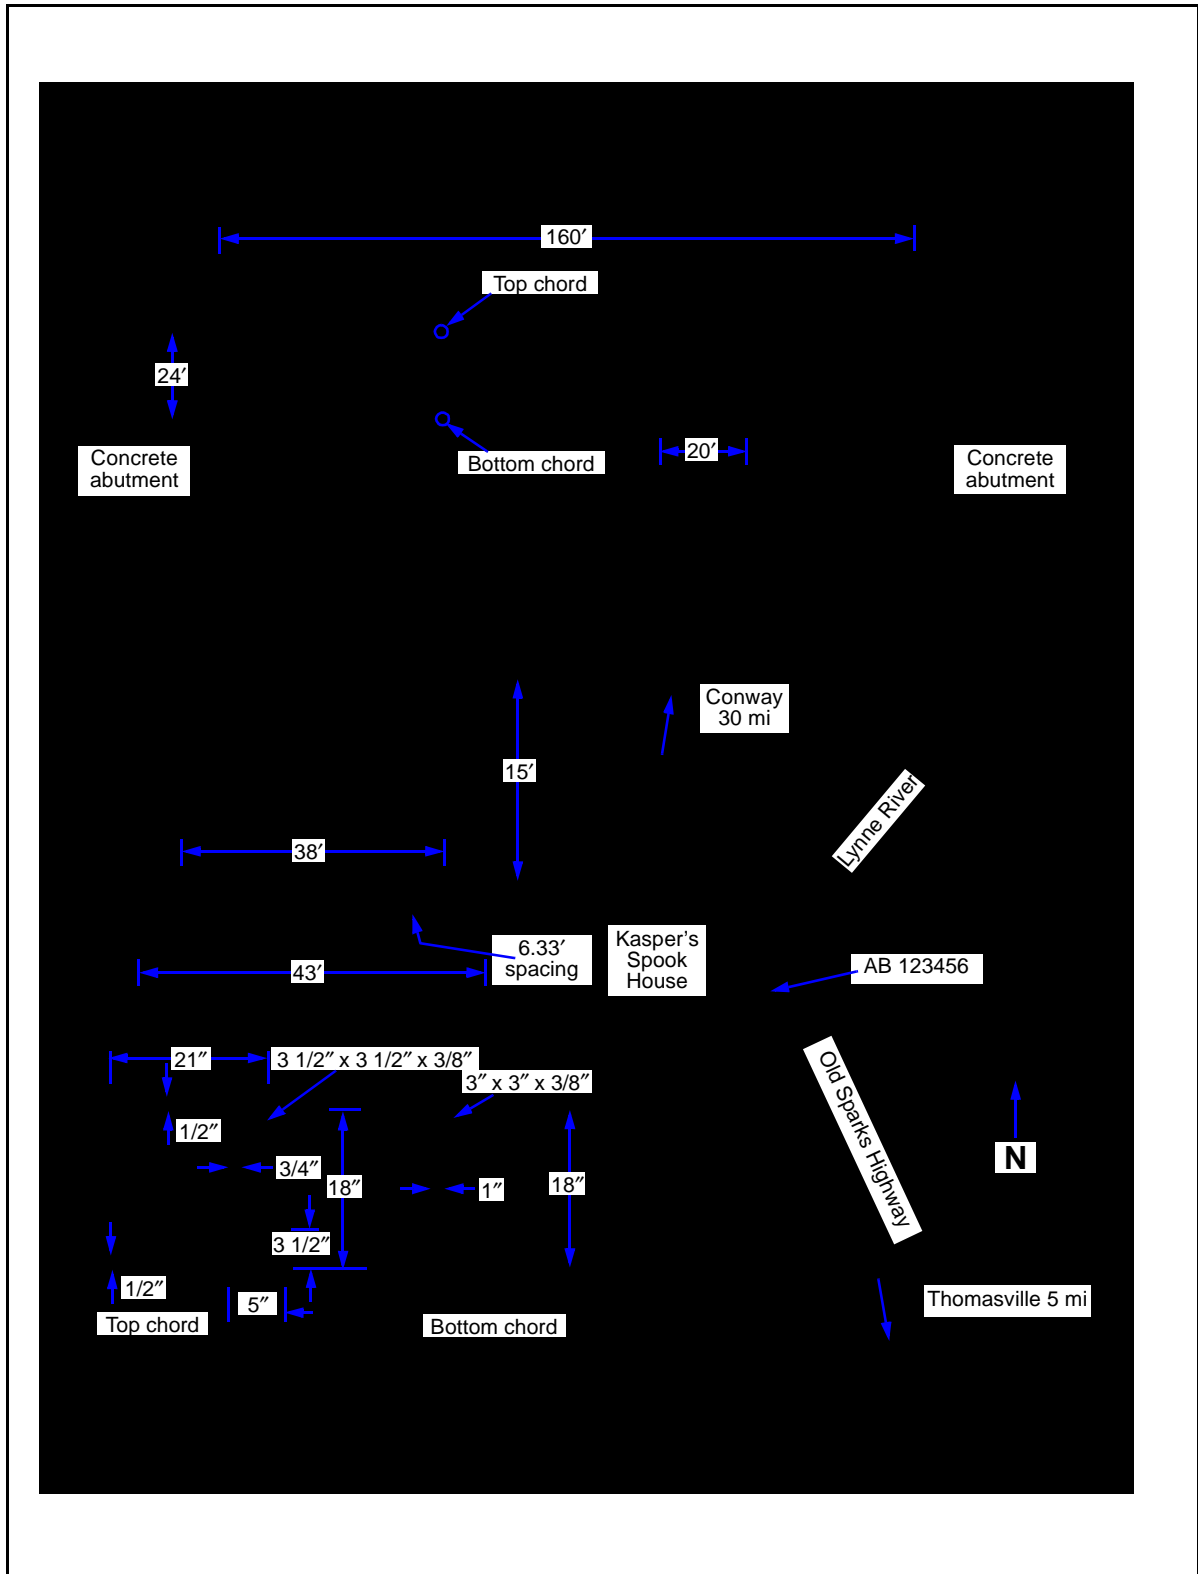 160′
Top chord
24′
Bottom chord
20′
Concrete
abutment
Concrete
abutment
Conway
30 mi
15′
Lynne River
38′
6.33′
spacing
Kasper's
Spook
House
AB 123456
43′
21″
3 1/2″ x 3 1/2″ x 3/8″
3″ x 3″ x 3/8″
1/2″
3/4″
18″
1″
18″
Old Sparks Highway
N
3 1/2″
1/2″
5″
Thomasville 5 mi
Top chord
Bottom chord